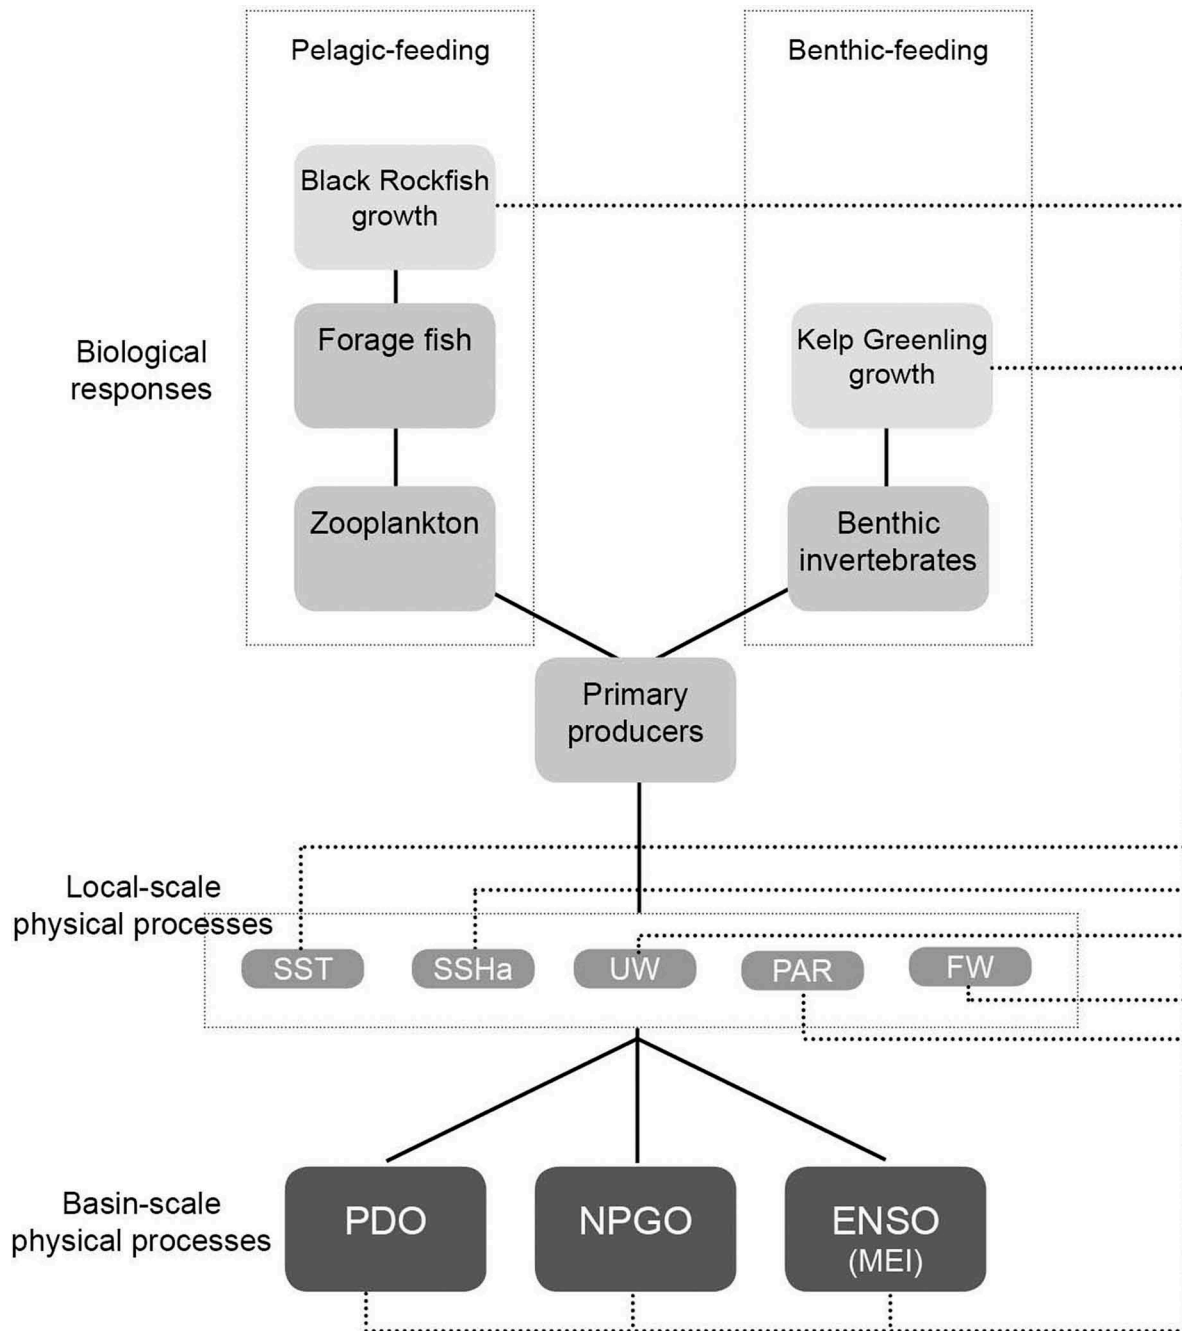 Pelagic-feeding
Benthic-feeding
Black Rockfish
growth
Forage fish
Kelp Greenling
growth
Biological
responses
Zooplankton
Benthic
invertebrates
Primary
producers
Local-scale
physical processes
SST
SSHa
UW
PAR
FW
Basin-scale
physical processes
PDO
NPGO
ENSO
(MEI)